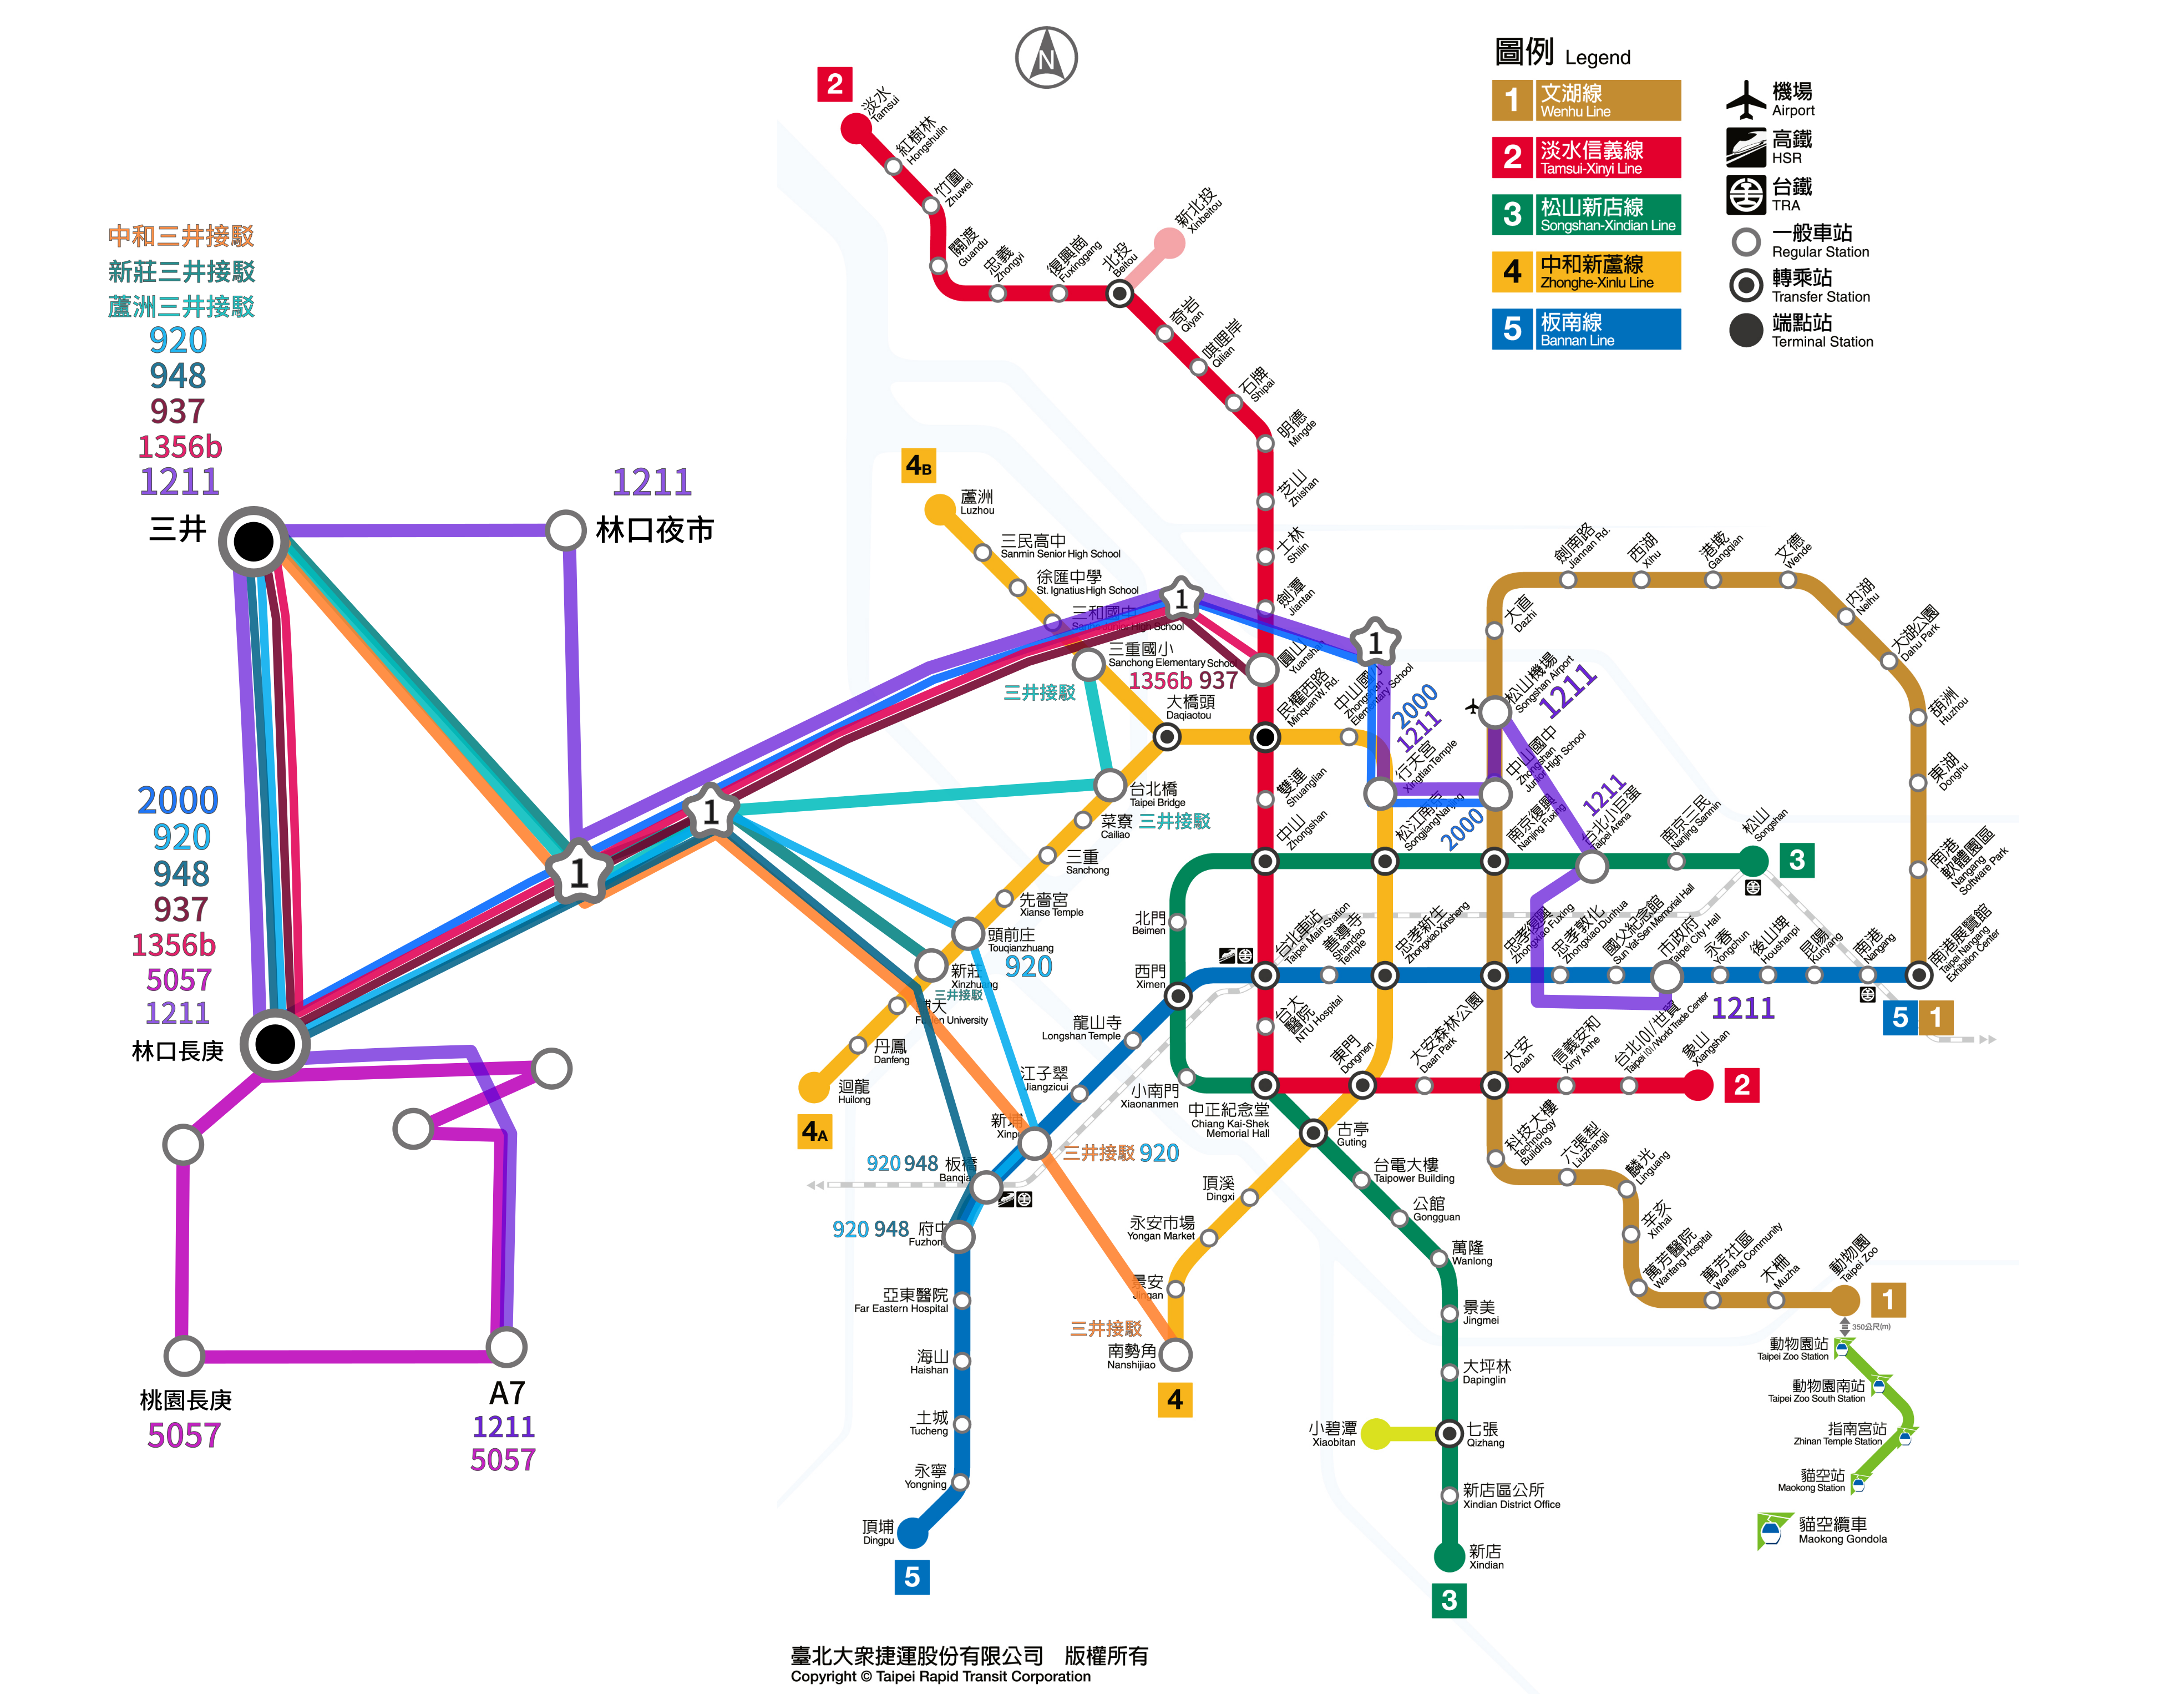 N
圖例 Legend
1 文湖線
Wenhu Line
2 淡水信義線
Tamsui-Xinyi Line
3 松山新店線
Songshan-Xindian Line
4 中和新蘆線
Zhonghe-Xinlu Line
5 板南線
Bannan Line
機場
Airport
高鐵
HSR
台鐵
TRA
一般車站
Regular Station
轉乘站
Transfer Station
端點站
Terminal Station
中和三井接駁
新莊三井接駁
蘆洲三井接駁
920
948
937
1356b
1211
三井
1211
林口夜市
2000
920
948
937
1356b
5057
1211
林口長庚
桃園長庚
5057
A7
1211
5057
1
1
1
1
2
淡水
Tamsui
紅樹林
Hongshulin
竹圍
Zhuwei
關渡
Guandu
忠義
Zhongyi
復興崗
Fuxinggang
北投
Beitou
新北投
Xinbeitou
奇岩
Qiyan
唭哩岸
Qilian
石牌
Shipai
明德
Mingde
芝山
Zhishan
士林
Shilin
劍潭
Jiantan
圓山
Yuanshan
1356b 937
民權西路
Minquan W. Rd.
雙連
Shuanglian
中山
Zhongshan
台北車站
Taipei Main Station
台大
醫院
NTU Hospital
中正紀念堂
Chiang Kai-Shek
Memorial Hall
東門
Dongmen
大安森林公園
Daan Park
大安
Daan
信義安和
Xinyi Anhe
台北101/世貿
Taipei 101/World Trade Center
象山
Xiangshan
2
4B
蘆洲
Luzhou
三民高中
Sanmin Senior High School
徐匯中學
St. Ignatius High School
三和國中
Sanhe Junior High School
三重國小
Sanchong Elementary School
三井接駁
大橋頭
Daqiaotou
台北橋
Taipei Bridge
三井接駁
菜寮
Cailiao
三重
Sanchong
先嗇宮
Xianse Temple
頭前庄
Touqianzhuang
920
新莊
Xinzhuang
三井接駁
輔大
Fu Jen University
丹鳳
Danfeng
迴龍
Huilong
4A
中山國小
Zhongshan
Elementary School
2000
1211
行天宮
Xingtian Temple
松江南京
Songjiang Nanjing
2000
忠孝新生
Zhongxiao Xinsheng
古亭
Guting
頂溪
Dingxi
永安市場
Yongan Market
景安
Jingan
三井接駁
南勢角
Nanshijiao
4
劍南路
Jiannan Rd.
西湖
Xihu
港墘
Gangqian
文德
Wende
內湖
Neihu
大湖公園
Dahu Park
葫洲
Huzhou
東湖
Donghu
南港
軟體園區
Nangang
Software Park
南港展覽館
Taipei Nangang
Exhibition Center
5 1
大直
Dazhi
松山機場
Songshan Airport
1211
中山國中
Zhongshan
Junior High School
南京復興
Nanjing Fuxing
1211
台北小巨蛋
Taipei Arena
南京三民
Nanjing Sanmin
松山
Songshan
3
忠孝復興
Zhongxiao Fuxing
忠孝敦化
Zhongxiao Dunhua
國父紀念館
Sun Yat-Sen Memorial Hall
市政府
Taipei City Hall
1211
永春
Yongchun
後山埤
Houshanpi
昆陽
Kunyang
南港
Nangang
善導寺
Shandao
Temple
北門
Beimen
西門
Ximen
龍山寺
Longshan Temple
江子翠
Jiangzicui
新埔
Xinpu
三井接駁 920
920 948 板橋
Banqiao
920 948 府中
Fuzhong
亞東醫院
Far Eastern Hospital
海山
Haishan
土城
Tucheng
永寧
Yongning
頂埔
Dingpu
5
小南門
Xiaonanmen
台電大樓
Taipower Building
公館
Gongguan
萬隆
Wanlong
景美
Jingmei
大坪林
Dapinglin
小碧潭
Xiaobitan
七張
Qizhang
新店區公所
Xindian District Office
新店
Xindian
3
科技大樓
Technology
Building
六張犁
Liuzhangli
麟光
Linguang
辛亥
Xinhai
萬芳醫院
Wanfang Hospital
萬芳社區
Wanfang Community
木柵
Muzha
動物園
Taipei Zoo
1
350公尺(m)
動物園站
Taipei Zoo Station
動物園南站
Taipei Zoo South Station
指南宮站
Zhinan Temple Station
貓空站
Maokong Station
貓空纜車
Maokong Gondola
臺北大眾捷運股份有限公司 版權所有
Copyright © Taipei Rapid Transit Corporation